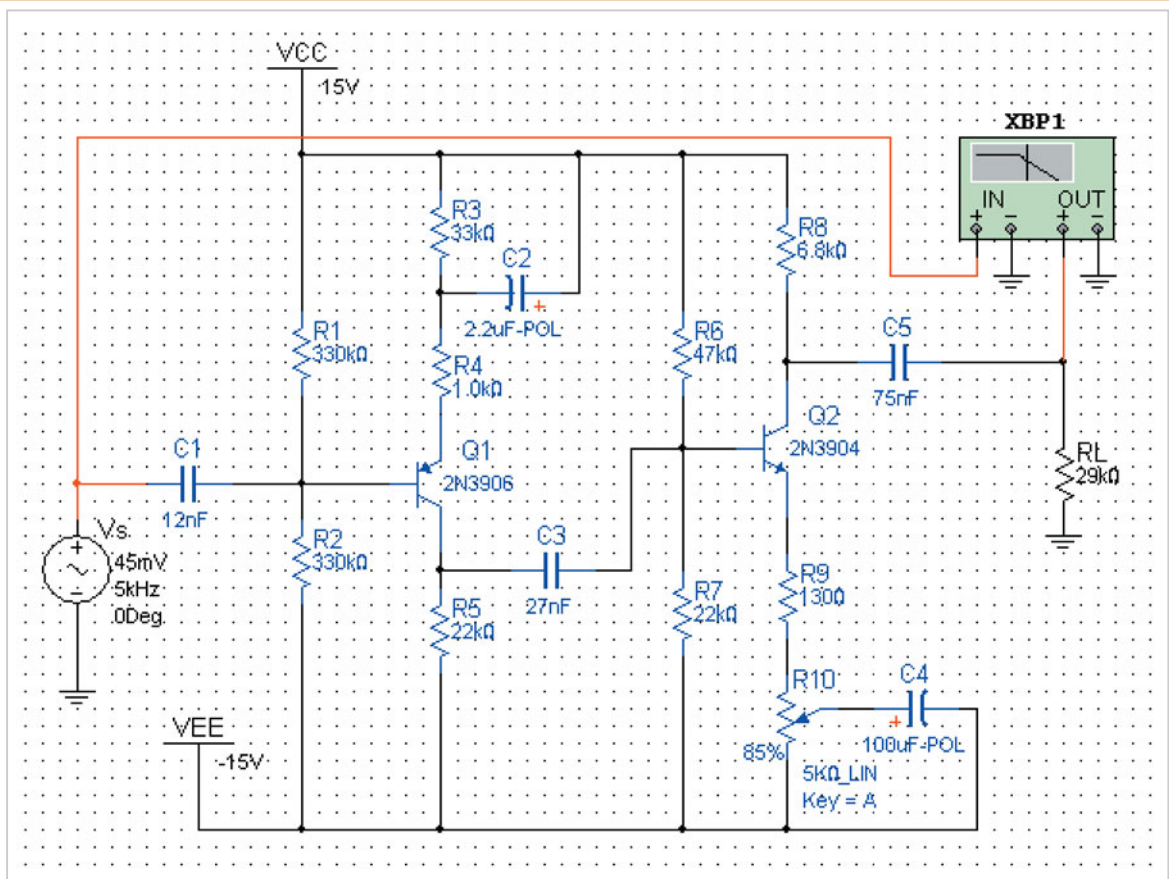 VCC
15V
XBP1
IN OUT
+ - + -
R3
33kΩ
R8
6.8kΩ
C2
+
2.2uF-POL
R1
330kΩ
R4
1.0kΩ
R6
47kΩ
C5
75nF
Q2
2N3904
Q1
2N3906
C1
12nF
RL
29kΩ
Vs
+
-
45mV
5kHz
0Deg
R2
330kΩ
C3
27nF
R5
22kΩ
R7
22kΩ
R9
130Ω
R10
85%
5KΩ_LIN
Key = A
C4
+
100uF-POL
VEE
-15V